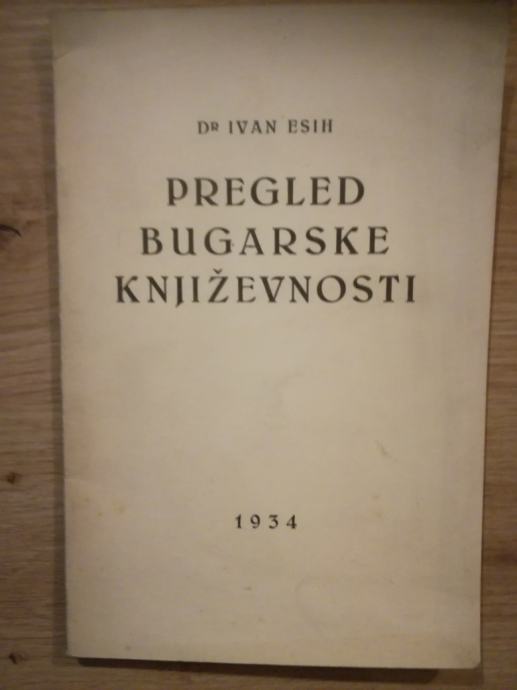 DR IVAN ESIH
PREGLED
BUGARSKE
KNJIŽEVNOSTI
1934